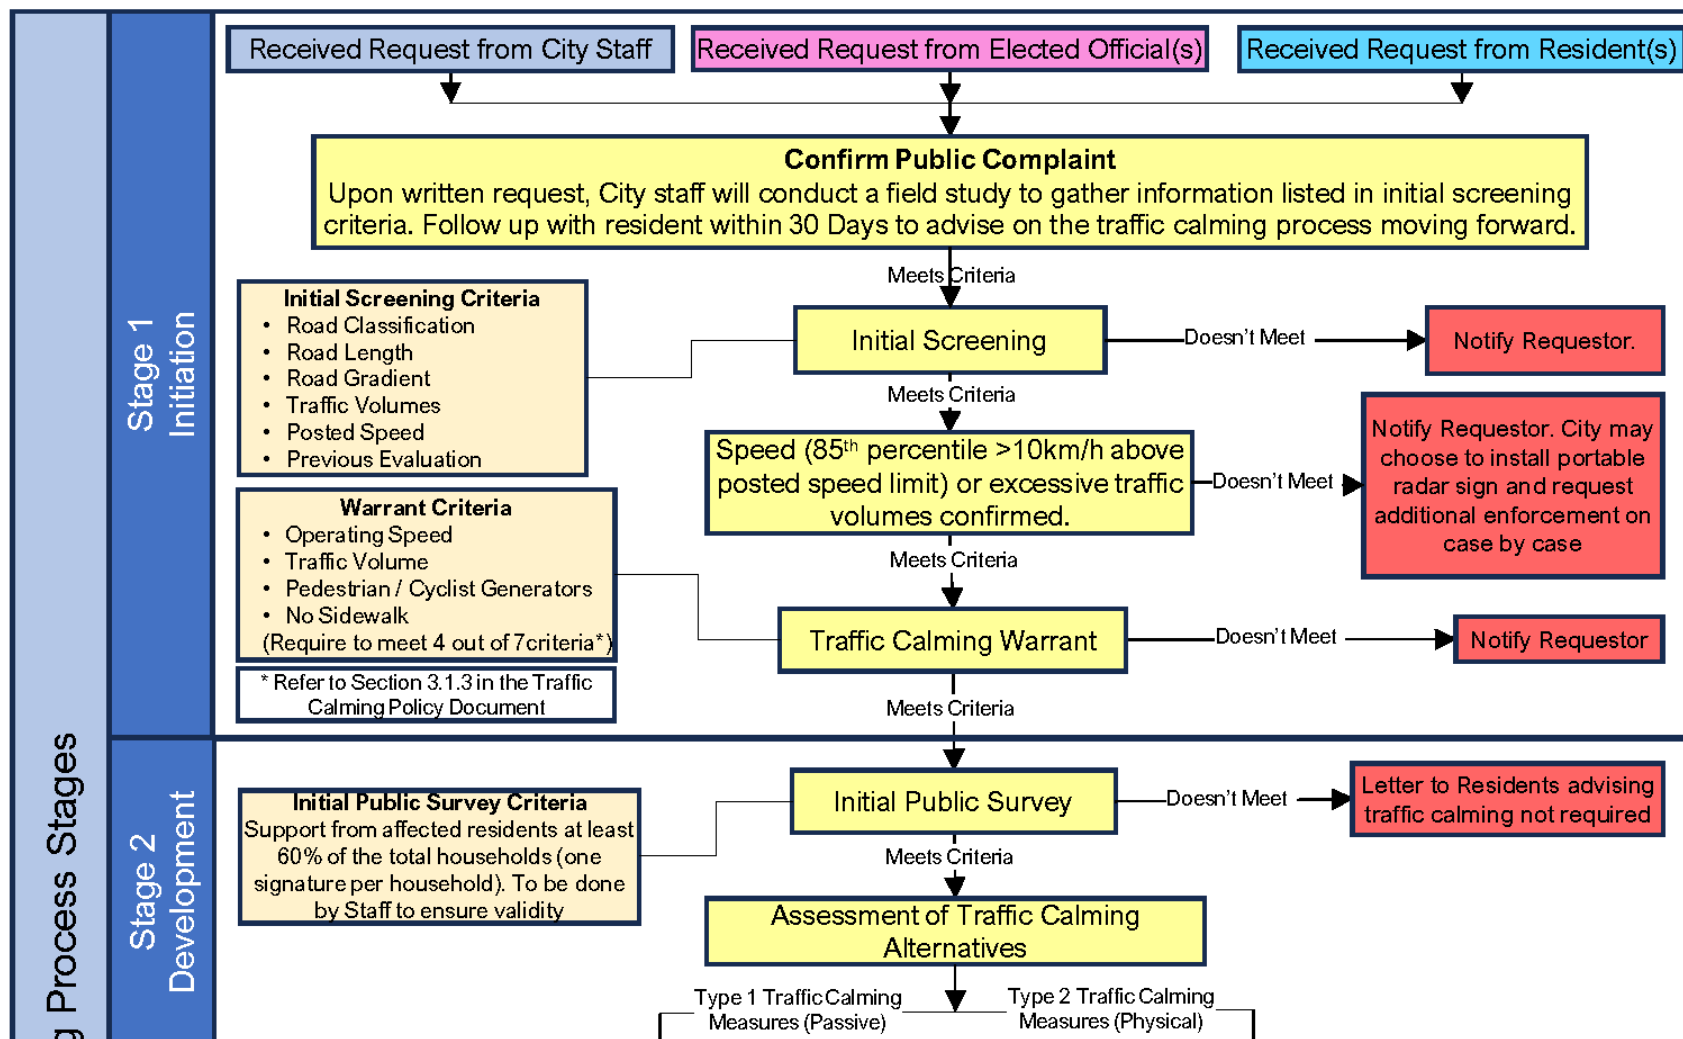 Received Request from City Staff
Received Request from Elected Official(s)
Received Request from Resident(s)
Confirm Public Complaint
Upon written request, City staff will conduct a field study to gather information listed in initial screening
criteria. Follow up with resident within 30 Days to advise on the traffic calming process moving forward.
Meets Criteria
Stage 1
Initiation
Initial Screening Criteria
• Road Classification
• Road Length
• Road Gradient
• Traffic Volumes
• Posted Speed
• Previous Evaluation
Initial Screening
Doesn't Meet
Notify Requestor.
Meets Criteria
Speed (85th percentile >10km/h above
posted speed limit) or excessive traffic
volumes confirmed.
Doesn't Meet
Notify Requestor. City may
choose to install portable
radar sign and request
additional enforcement on
case by case
Meets Criteria
Warrant Criteria
• Operating Speed
• Traffic Volume
• Pedestrian / Cyclist Generators
• No Sidewalk
(Require to meet 4 out of 7criteria*)
* Refer to Section 3.1.3 in the Traffic
Calming Policy Document
Traffic Calming Warrant
Doesn't Meet
Notify Requestor
Meets Criteria
g Process Stages
Stage 2
Development
Initial Public Survey Criteria
Support from affected residents at least
60% of the total households (one
signature per household). To be done
by Staff to ensure validity
Initial Public Survey
Doesn't Meet
Letter to Residents advising
traffic calming not required
Meets Criteria
Assessment of Traffic Calming
Alternatives
Type 1 Traffic Calming
Measures (Passive)
Type 2 Traffic Calming
Measures (Physical)